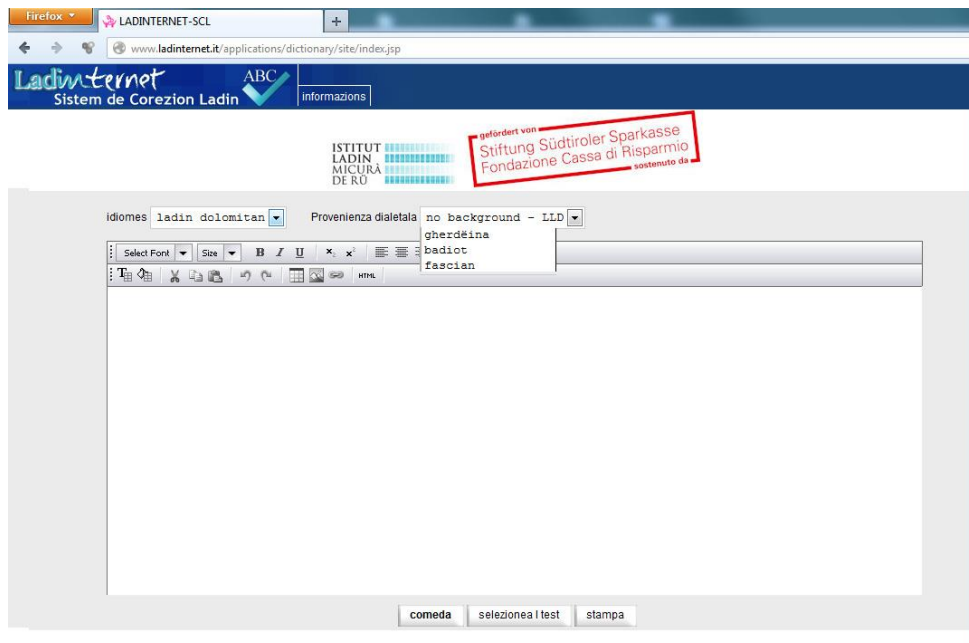 Firefox
LADINTERNET-SCL
+
www.ladinternet.it/applications/dictionary/site/index.jsp
Ladinternet ABC
Sistem de Corezion Ladin informazions
ISTITUT
LADIN
MICURÀ
DE RÜ
gefördert von
Stiftung Südtiroler Sparkasse
Fondazione Cassa di Risparmio
sostenuto da
idiomes ladin dolomitan Provenienza dialetala no background - LLD
gherdëina
badiot
fascian
Select Font Size B I U x₂ x²
HTML
comeda selezionea l test stampa